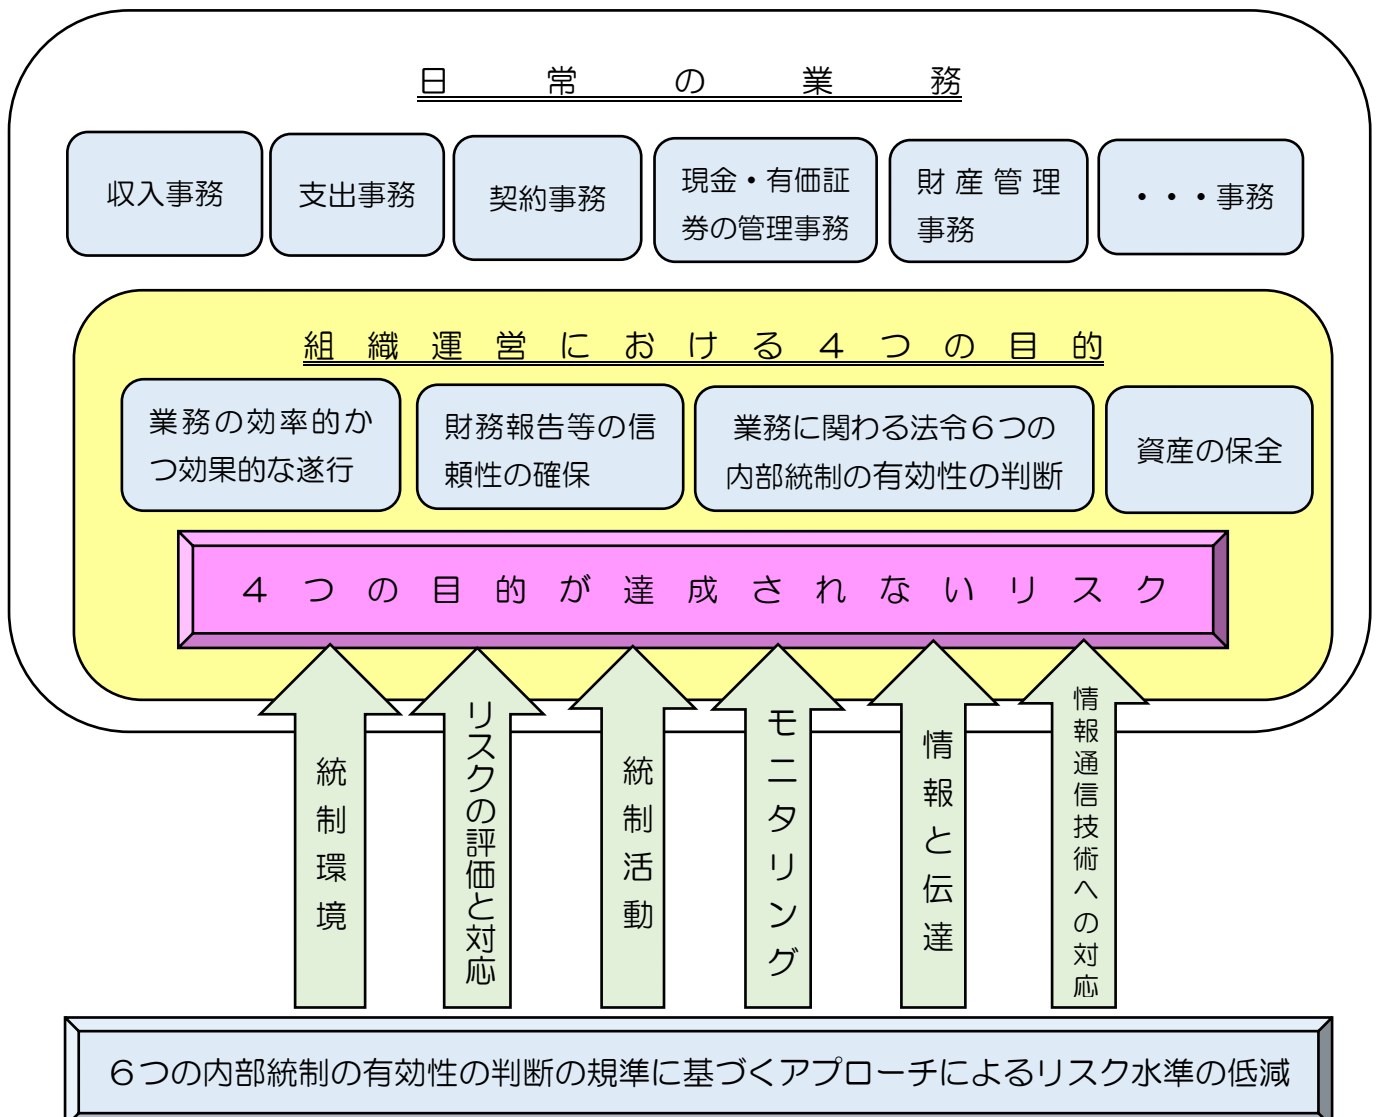 日常の業務
収入事務
支出事務
契約事務
現金・有価証
券の管理事務
財産管理
事務
・・・事務
組織運営における４つの目的
業務の効率的か
つ効果的な遂行
財務報告等の信
頼性の確保
業務に関わる法令６つの
内部統制の有効性の判断
資産の保全
４つの目的が達成されないリスク
統制環境
リスクの評価と対応
統制活動
モニタリング
情報と伝達
情報通信技術への対応
６つの内部統制の有効性の判断の規準に基づくアプローチによるリスク水準の低減